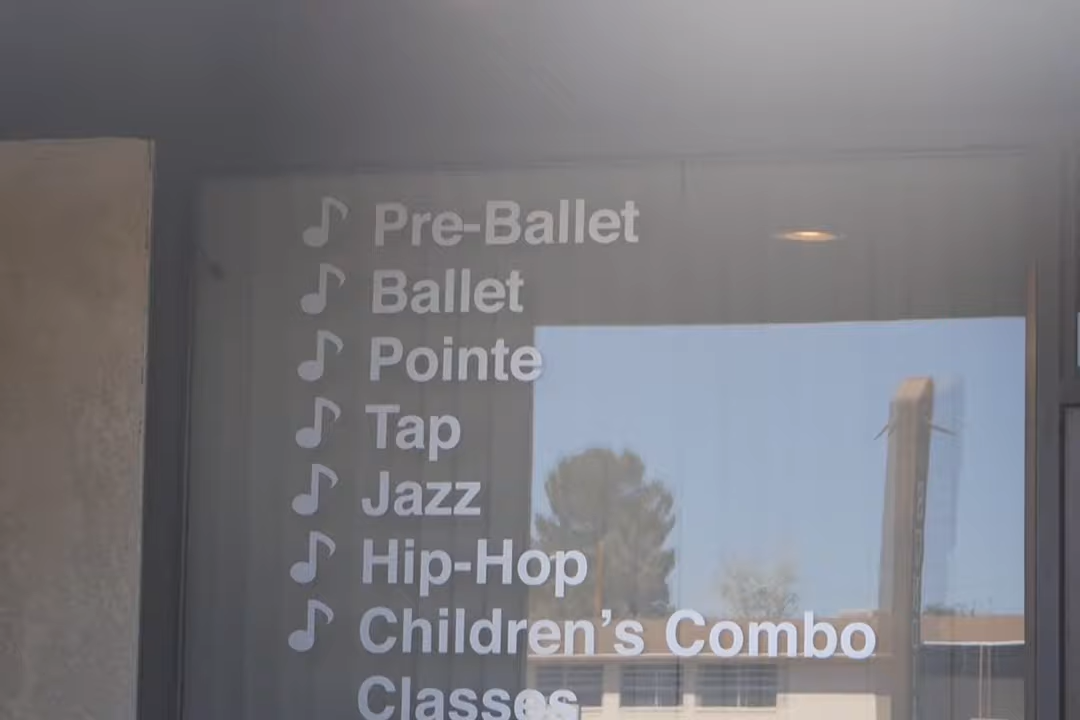 ♪ Pre-Ballet
♪ Ballet
♪ Pointe
♪ Tap
♪ Jazz
♪ Hip-Hop
♪ Children’s Combo
Classes